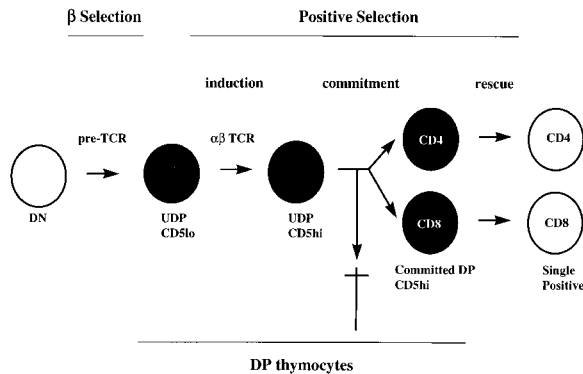 β Selection
Positive Selection
induction
commitment
rescue
pre-TCR
αβ TCR
CD4
CD4
DN
UDP
CD5lo
UDP
CD5hi
CD8
CD8
Committed DP
CD5hi
Single
Positive
DP thymocytes